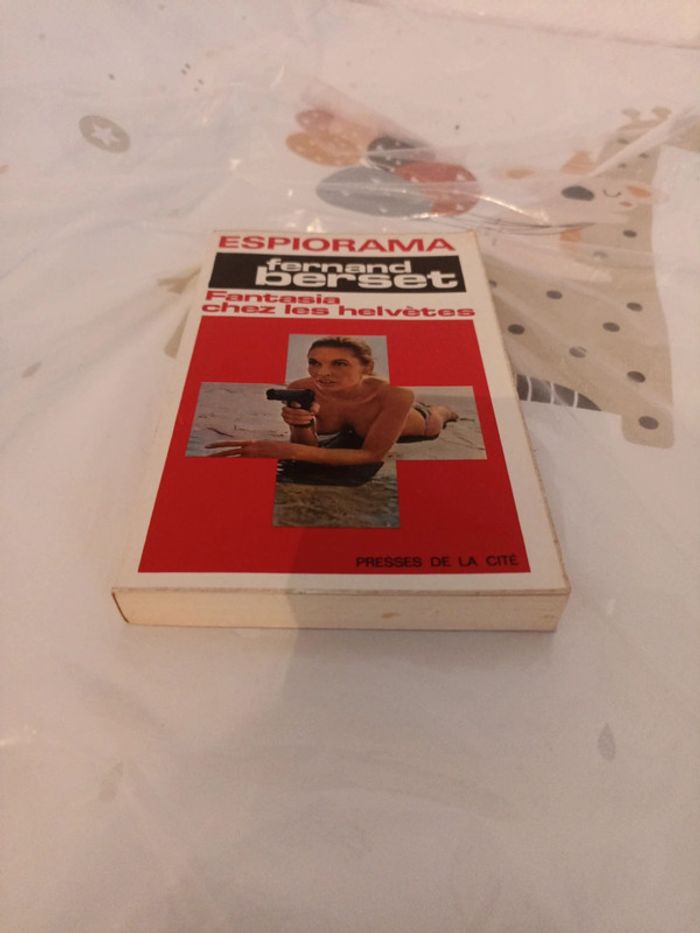 ESPIORAMA
fernand
berset
Fantasia
chez les helvètes
PRESSES DE LA CITÉ